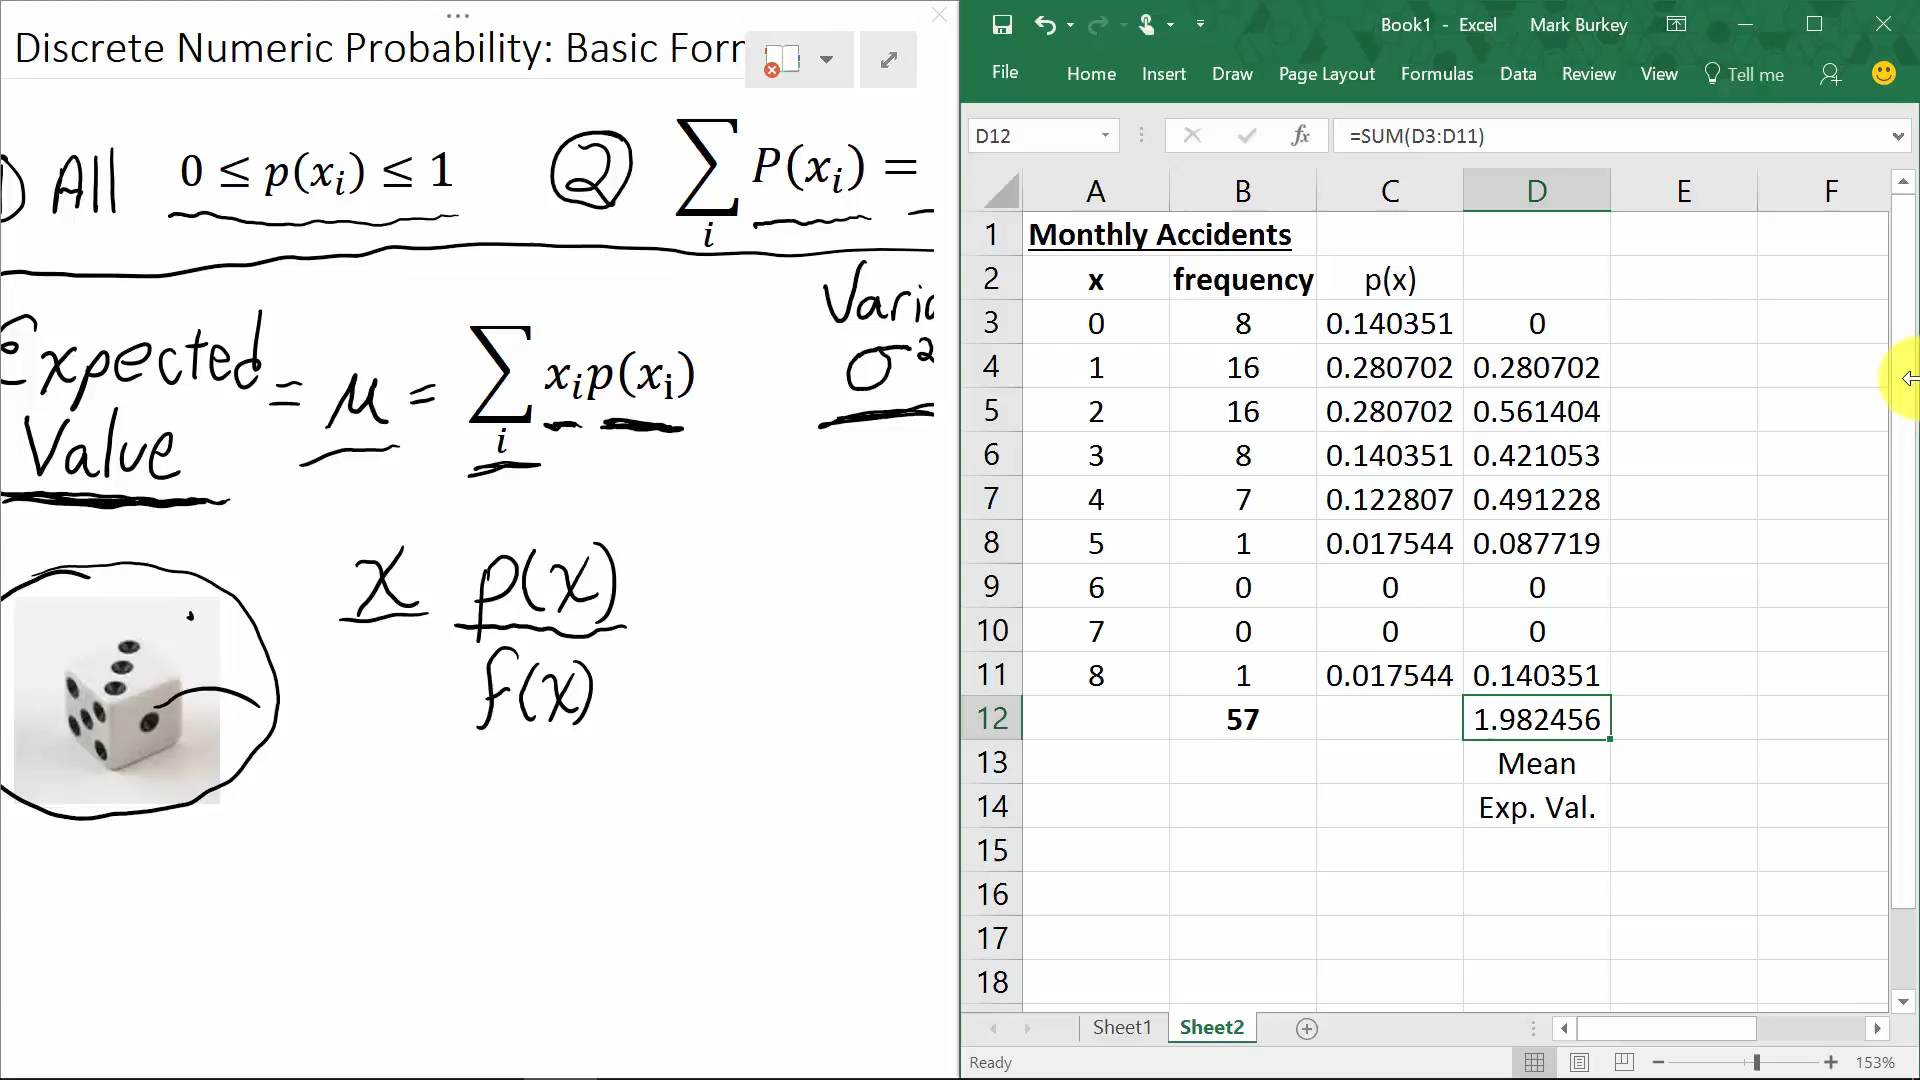 Discrete Numeric Probability: Basic Form
All 0 ≤ p(xᵢ) ≤ 1 ② ∑ᵢ P(xᵢ) =
Expected Value = μ = ∑ᵢ xᵢp(xᵢ)
σ²
x p(x)
f(x)
Book1 - Excel Mark Burkey
File Home Insert Draw Page Layout Formulas Data Review View Tell me
D12 fx =SUM(D3:D11)
A B C D E F
1 Monthly Accidents
2 x frequency p(x)
3 0 8 0.140351 0
4 1 16 0.280702 0.280702
5 2 16 0.280702 0.561404
6 3 8 0.140351 0.421053
7 4 7 0.122807 0.491228
8 5 1 0.017544 0.087719
9 6 0 0 0
10 7 0 0 0
11 8 1 0.017544 0.140351
12 57 1.982456
13 Mean
14 Exp. Val.
15
16
17
18
Sheet1 Sheet2
Ready 153%